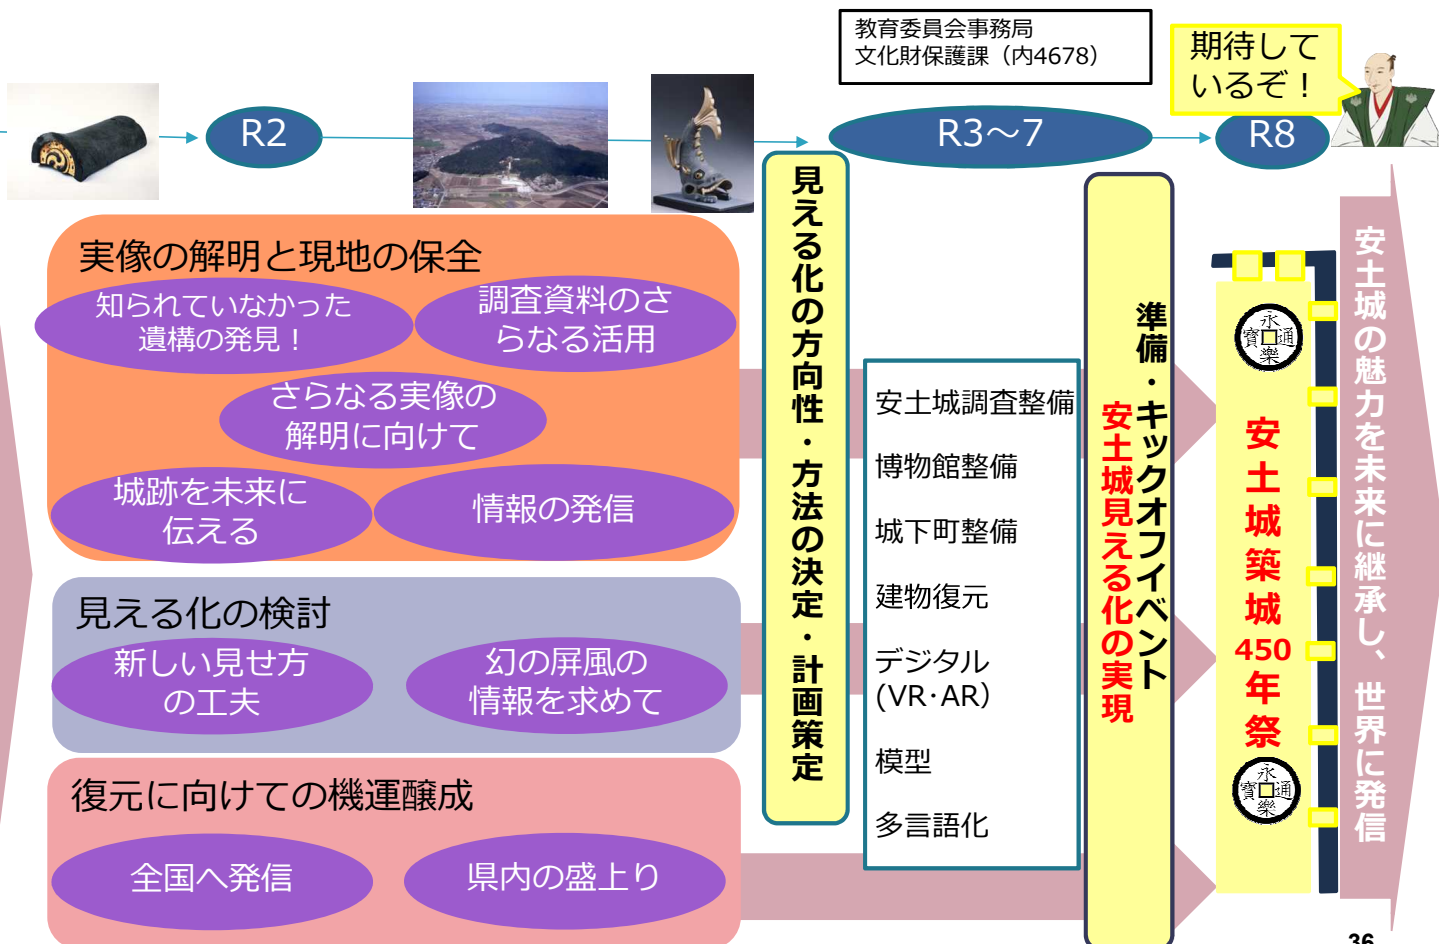 教育委員会事務局
文化財保護課（内4678）
期待して
いるぞ！
R2
R3～7
R8
実像の解明と現地の保全
知られていなかった
遺構の発見！
調査資料のさ
らなる活用
さらなる実像の
解明に向けて
城跡を未来に
伝える
情報の発信
見える化の検討
新しい見せ方
の工夫
幻の屏風の
情報を求めて
復元に向けての機運醸成
全国へ発信
県内の盛上り
見える化の方向性・方法の決定・計画策定
安土城調査整備
博物館整備
城下町整備
建物復元
デジタル
(VR･AR）
模型
多言語化
準備・キックオフイベント
安土城見える化の実現
永樂通寳
安土城築城450年祭
永樂通寳
安土城の魅力を未来に継承し、世界に発信
36